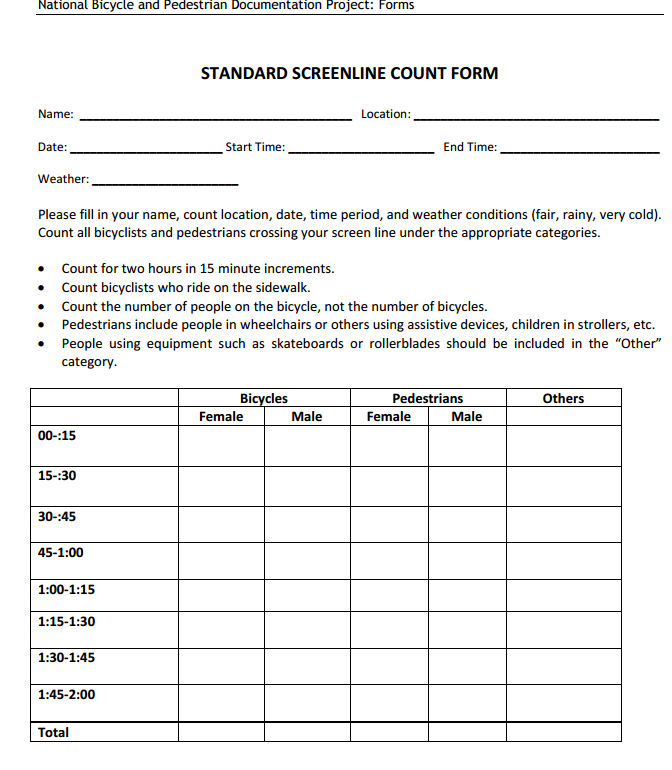 National Bicycle and Pedestrian Documentation Project: Forms
STANDARD SCREENLINE COUNT FORM
Name: Location:
Date: Start Time: End Time:
Weather:
Please fill in your name, count location, date, time period, and weather conditions (fair, rainy, very cold).
Count all bicyclists and pedestrians crossing your screen line under the appropriate categories.
• Count for two hours in 15 minute increments.
• Count bicyclists who ride on the sidewalk.
• Count the number of people on the bicycle, not the number of bicycles.
• Pedestrians include people in wheelchairs or others using assistive devices, children in strollers, etc.
• People using equipment such as skateboards or rollerblades should be included in the “Other”
category.
Bicycles Pedestrians Others
Female Male Female Male
00-:15
15-:30
30-:45
45-1:00
1:00-1:15
1:15-1:30
1:30-1:45
1:45-2:00
Total